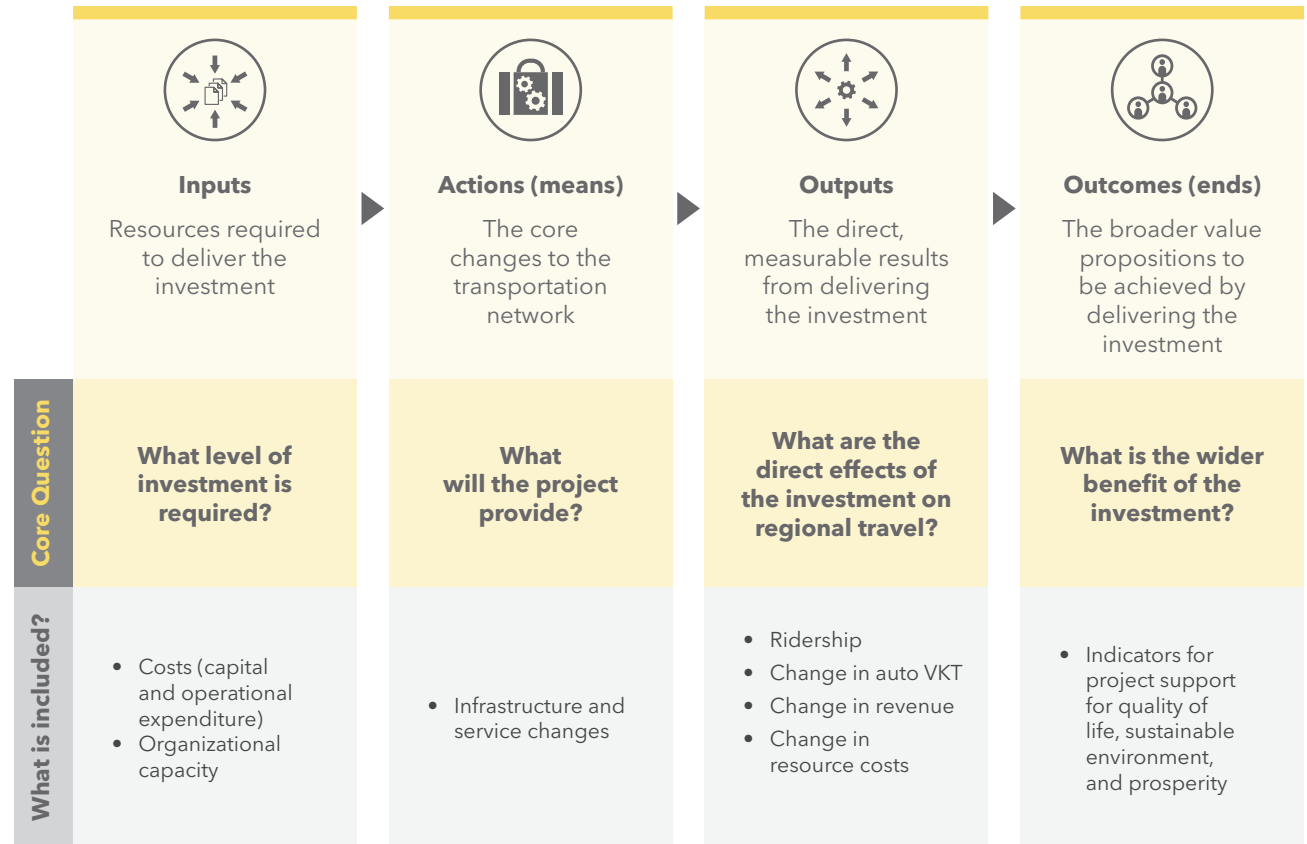 Inputs
Resources required
to deliver the
investment
Actions (means)
The core
changes to the
transportation
network
Outputs
The direct,
measurable results
from delivering
the investment
Outcomes (ends)
The broader value
propositions to
be achieved by
delivering the
investment
Core Question
What level of
investment is
required?
What
will the project
provide?
What are the
direct effects of
the investment on
regional travel?
What is the wider
benefit of the
investment?
What is included?
• Costs (capital
and operational
expenditure)
• Organizational
capacity
• Infrastructure and
service changes
• Ridership
• Change in auto VKT
• Change in revenue
• Change in
resource costs
• Indicators for
project support
for quality of
life, sustainable
environment,
and prosperity